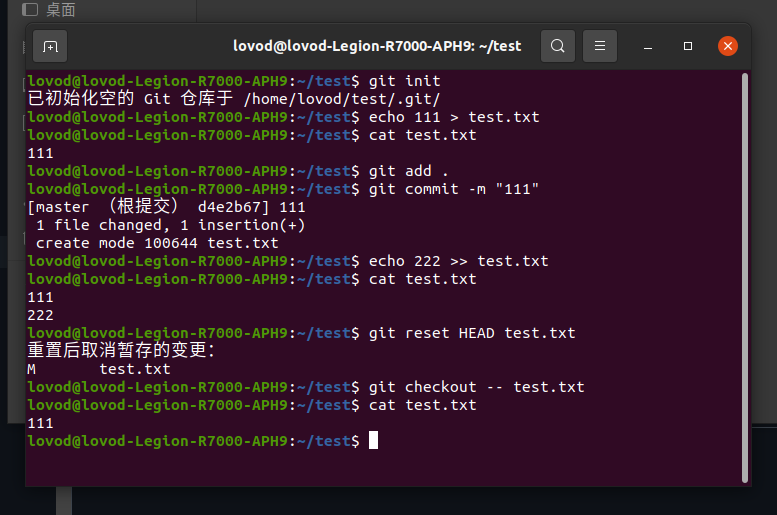 桌面
lovod@lovod-Legion-R7000-APH9: ~/test
lovod@lovod-Legion-R7000-APH9:~/test$ git init
已初始化空的 Git 仓库于 /home/lovod/test/.git/
lovod@lovod-Legion-R7000-APH9:~/test$ echo 111 > test.txt
lovod@lovod-Legion-R7000-APH9:~/test$ cat test.txt
111
lovod@lovod-Legion-R7000-APH9:~/test$ git add .
lovod@lovod-Legion-R7000-APH9:~/test$ git commit -m "111"
[master （根提交） d4e2b67] 111
 1 file changed, 1 insertion(+)
 create mode 100644 test.txt
lovod@lovod-Legion-R7000-APH9:~/test$ echo 222 >> test.txt
lovod@lovod-Legion-R7000-APH9:~/test$ cat test.txt
111
222
lovod@lovod-Legion-R7000-APH9:~/test$ git reset HEAD test.txt
重置后取消暂存的变更：
M       test.txt
lovod@lovod-Legion-R7000-APH9:~/test$ git checkout -- test.txt
lovod@lovod-Legion-R7000-APH9:~/test$ cat test.txt
111
lovod@lovod-Legion-R7000-APH9:~/test$